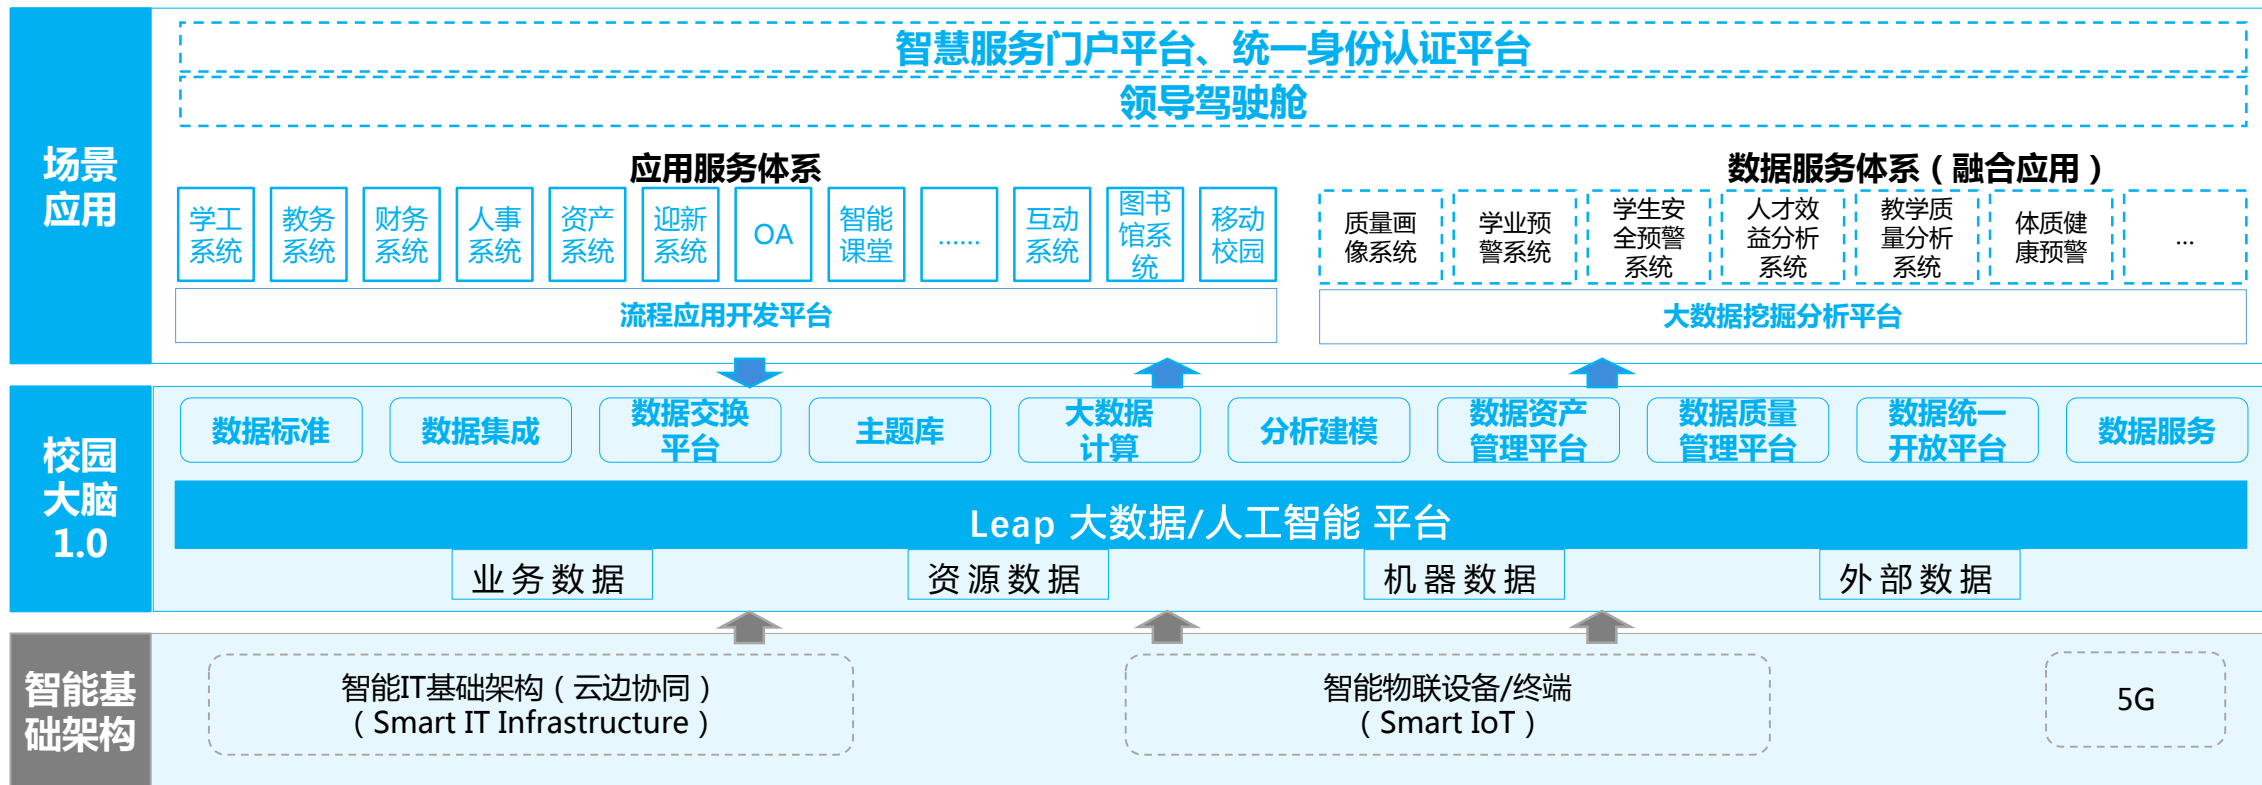 智慧服务门户平台、统一身份认证平台
领导驾驶舱
场景
应用
应用服务体系
数据服务体系（融合应用）
学工
系统
教务
系统
财务
系统
人事
系统
资产
系统
迎新
系统
OA
智能
课堂
......
互动
系统
图书
馆系
统
移动
校园
质量画
像系统
学业预
警系统
学生安
全预警
系统
人才效
益分析
系统
教学质
量分析
系统
体质健
康预警
...
流程应用开发平台
大数据挖掘分析平台
校园
大脑
1.0
数据标准
数据集成
数据交换
平台
主题库
大数据
计算
分析建模
数据资产
管理平台
数据质量
管理平台
数据统一
开放平台
数据服务
Leap 大数据/人工智能 平台
业务数据
资源数据
机器数据
外部数据
智能基
础架构
智能IT基础架构（云边协同）
（Smart IT Infrastructure）
智能物联设备/终端
（Smart IoT）
5G